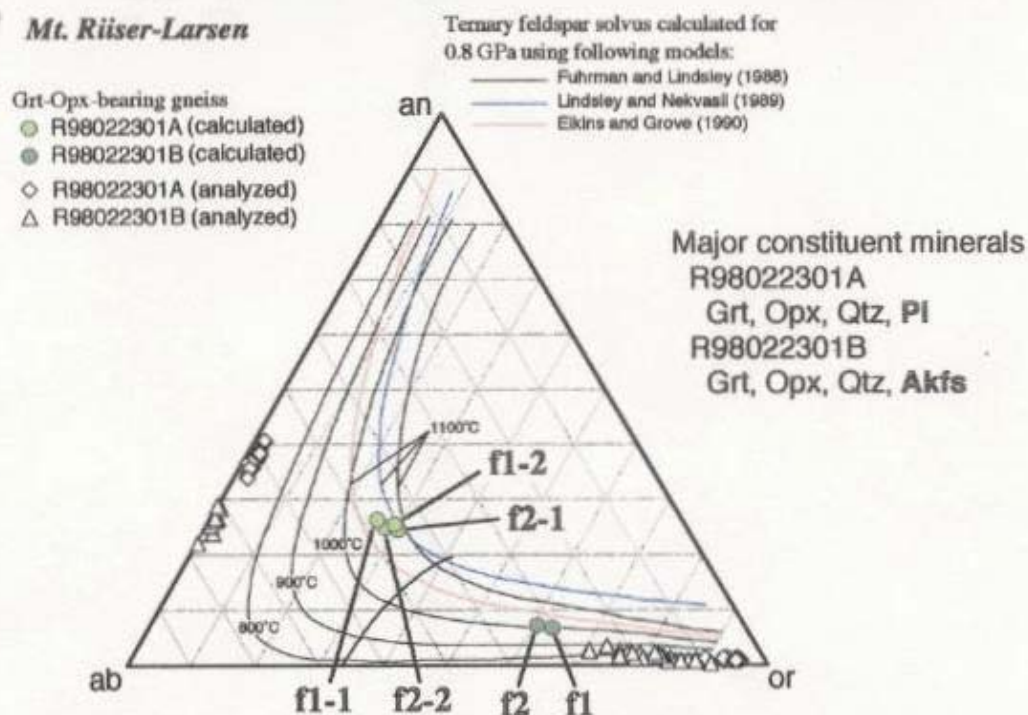 Mt. Riiser-Larsen
Ternary feldspar solvus calculated for
0.8 GPa using following models:
Fuhrman and Lindsley (1988)
Lindsley and Nekvasil (1989)
Elkins and Grove (1990)
Grt-Opx-bearing gneiss
R98022301A (calculated)
R98022301B (calculated)
R98022301A (analyzed)
R98022301B (analyzed)
an
Major constituent minerals
R98022301A
Grt, Opx, Qtz, Pl
R98022301B
Grt, Opx, Qtz, Akfs
1100°C
f1-2
f2-1
1000°C
900°C
800°C
ab
or
f1-1
f2-2
f2
f1